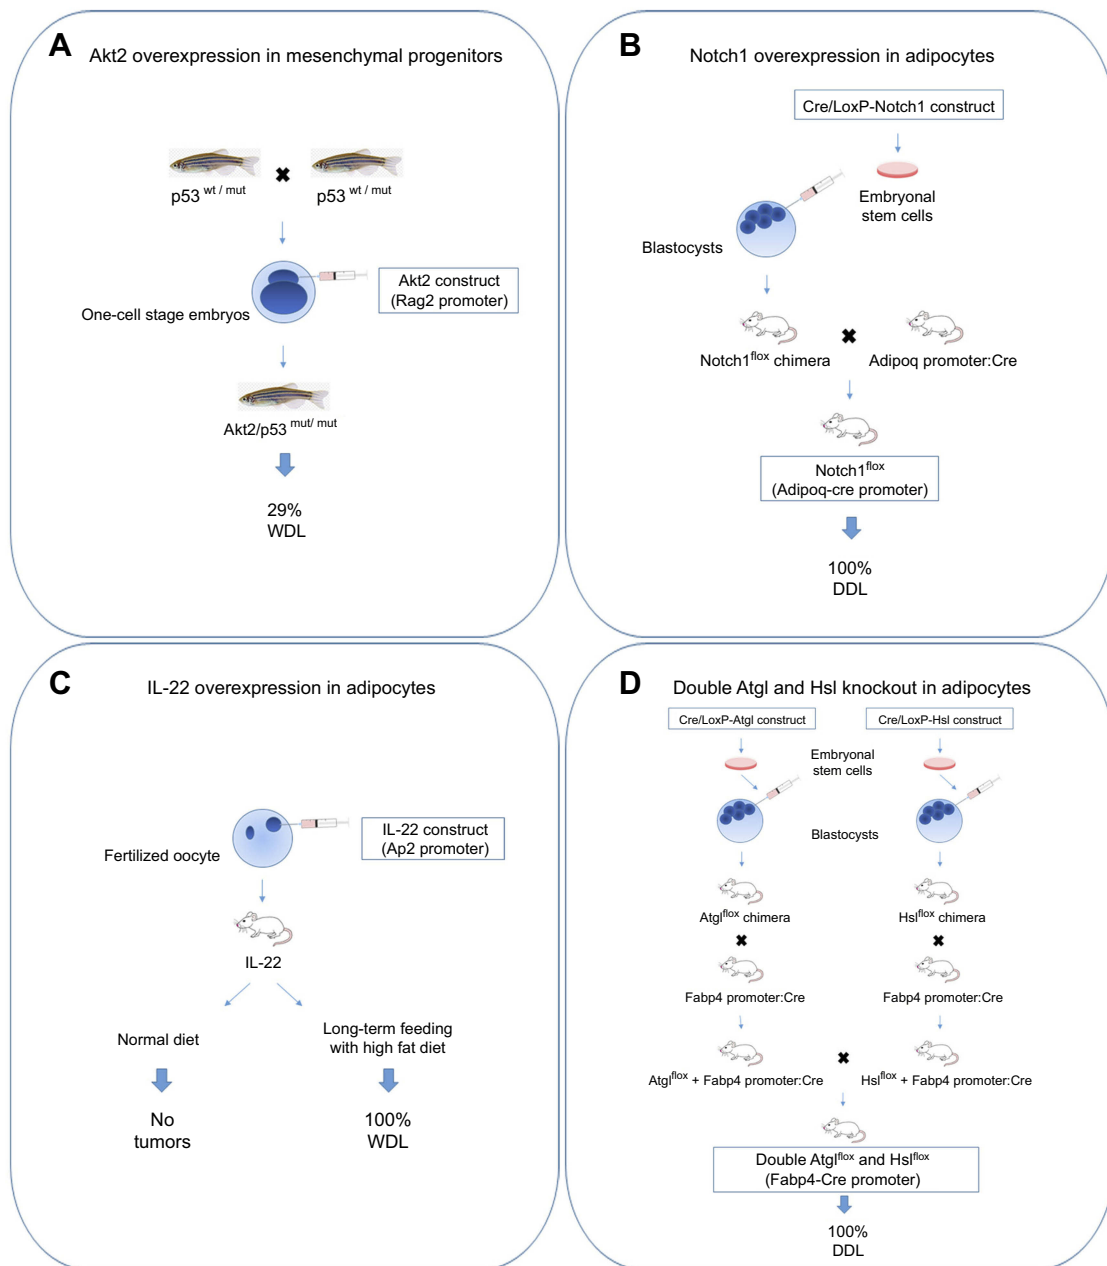 A
Akt2 overexpression in mesenchymal progenitors
p53 wt / mut
p53 wt / mut
Akt2 construct
(Rag2 promoter)
One-cell stage embryos
Akt2/p53 mut/ mut
29%
WDL
B
Notch1 overexpression in adipocytes
Cre/LoxP-Notch1 construct
Embryonal
stem cells
Blastocysts
Notch1flox chimera
Adipoq promoter:Cre
Notch1flox
(Adipoq-cre promoter)
100%
DDL
C
IL-22 overexpression in adipocytes
IL-22 construct
(Ap2 promoter)
Fertilized oocyte
IL-22
Normal diet
Long-term feeding
with high fat diet
No
tumors
100%
WDL
D
Double Atgl and Hsl knockout in adipocytes
Cre/LoxP-Atgl construct
Cre/LoxP-Hsl construct
Embryonal
stem cells
Blastocysts
Atglflox chimera
Hslflox chimera
Fabp4 promoter:Cre
Fabp4 promoter:Cre
Atglflox + Fabp4 promoter:Cre
Hslflox + Fabp4 promoter:Cre
Double Atglflox and Hslflox
(Fabp4-Cre promoter)
100%
DDL